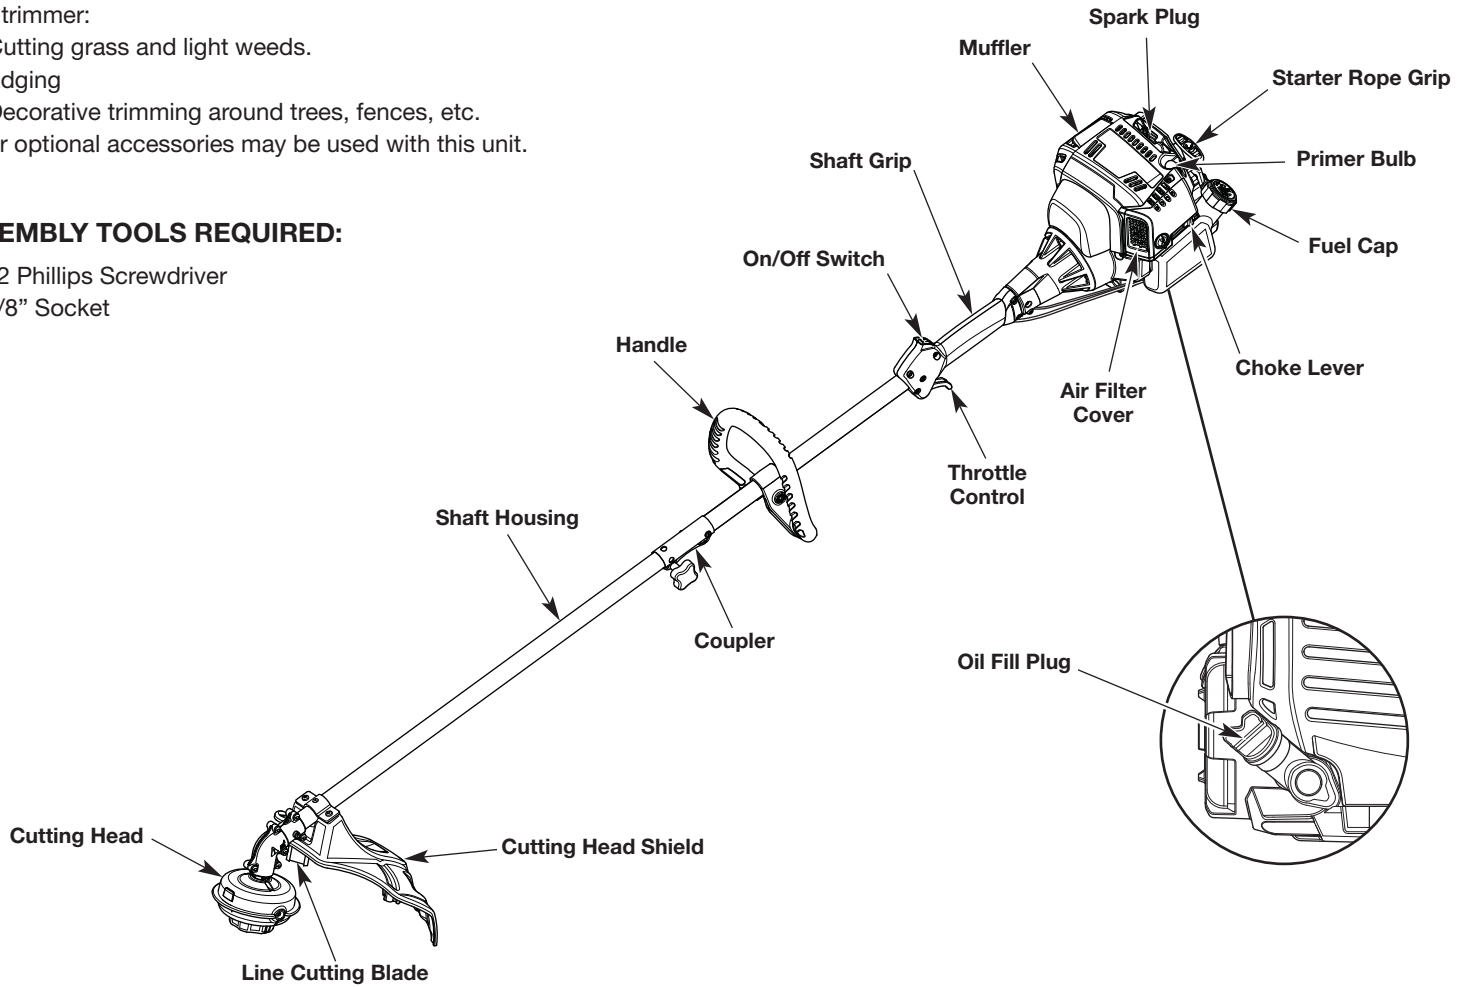 trimmer:
utting grass and light weeds.
dging
ecorative trimming around trees, fences, etc.
r optional accessories may be used with this unit.
EMBLY TOOLS REQUIRED:
2 Phillips Screwdriver
/8” Socket
Spark Plug
Muffler
Starter Rope Grip
Shaft Grip
Primer Bulb
On/Off Switch
Fuel Cap
Handle
Choke Lever
Air Filter
Cover
Throttle
Control
Shaft Housing
Coupler
Oil Fill Plug
Cutting Head
Cutting Head Shield
Line Cutting Blade